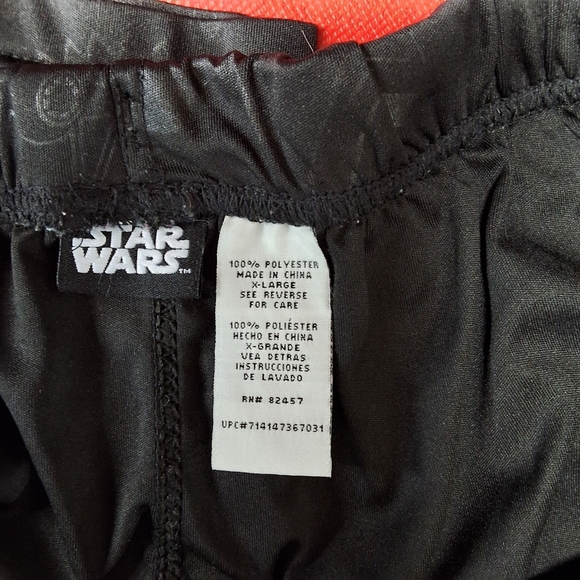 STAR
WARS™
100% POLYESTER
MADE IN CHINA
X-LARGE
SEE REVERSE
FOR CARE
100% POLIÉSTER
HECHO EN CHINA
X-GRANDE
VEA DETRAS
INSTRUCCIONES
DE LAVADO
RN# 82457
UPC#714147367031